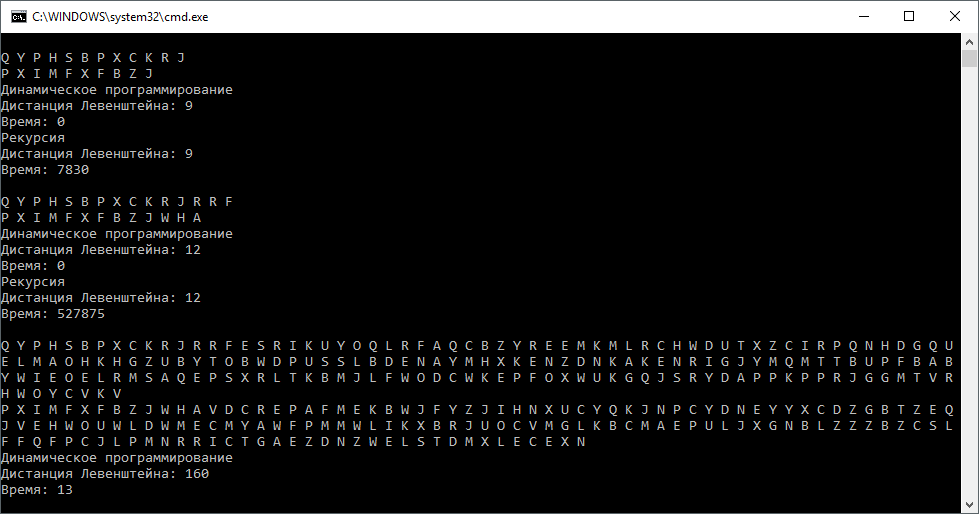 C:\WINDOWS\system32\cmd.exe
Q Y P H S B P X C K R J
P X I M F X F B Z J
Динамическое программирование
Дистанция Левенштейна: 9
Время: 0
Рекурсия
Дистанция Левенштейна: 9
Время: 7830
Q Y P H S B P X C K R J R R F
P X I M F X F B Z J W H A
Динамическое программирование
Дистанция Левенштейна: 12
Время: 0
Рекурсия
Дистанция Левенштейна: 12
Время: 527875
Q Y P H S B P X C K R J R R F E S R I K U Y O Q L R F A Q C B Z Y R E E M K M L R C H W D U T X Z C I R P Q N H D G Q U
E L M A O H K H G Z U B Y T O B W D P U S S L B D E N A Y M H X K E N Z D N K A K E N R I G J Y M Q M T T B U P F B A B
Y W I E O E L R M S A Q E P S X R L T K B M J L F W O D C W K E P F O X W U K G Q J S R Y D A P P K P P R J G G M T V R
H W O Y C V K V
P X I M F X F B Z J W H A V D C R E P A F M E K B W J F Y Z J I H N X U C Y Q K J N P C Y D N E Y Y X C D Z G B T Z E Q
J V E H W O U W L D W M E C M Y A W F P M M W L I K X B R J U O C V M G L K B C M A E P U L J X G N B L Z Z Z B Z C S L
F F Q F P C J L P M N R R I C T G A E Z D N Z W E L S T D M X L E C E X N
Динамическое программирование
Дистанция Левенштейна: 160
Время: 13